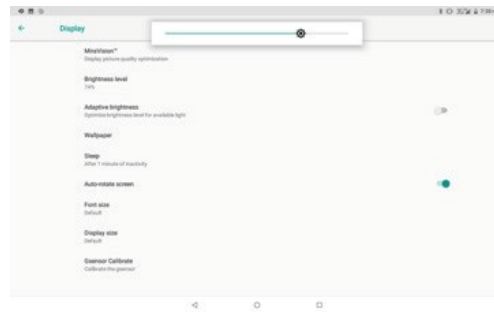 7:39
Display
MiraVision™
Display picture quality optimization
Brightness level
74%
Adaptive brightness
Optimize brightness level for available light
Wallpaper
Sleep
After 1 minute of inactivity
Auto-rotate screen
Font size
Default
Display size
Default
Gsensor Calibrate
Calibrate the gsensor